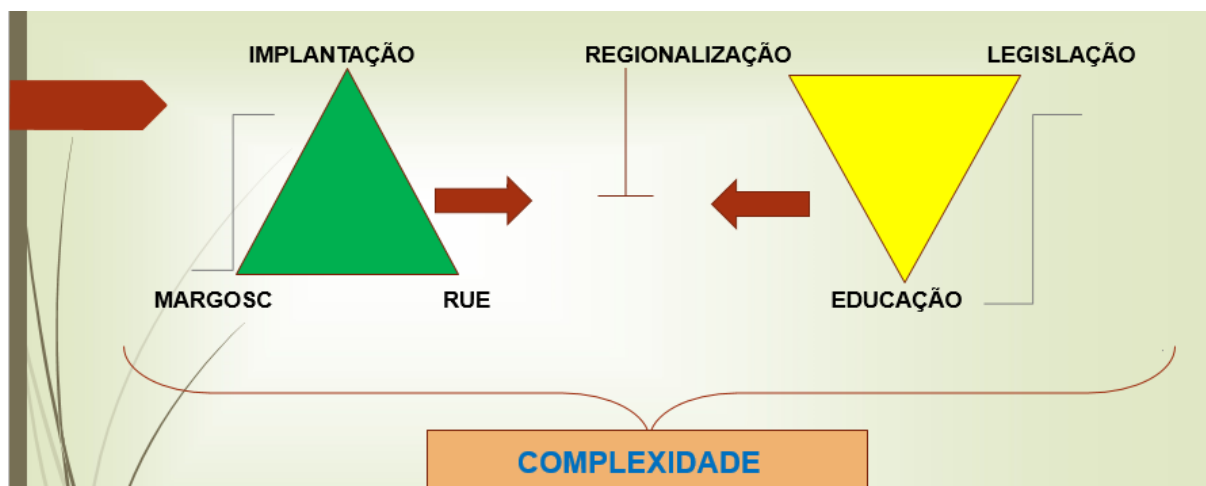 IMPLANTAÇÃO REGIONALIZAÇÃO LEGISLAÇÃO
MARGOSC RUE EDUCAÇÃO
COMPLEXIDADE